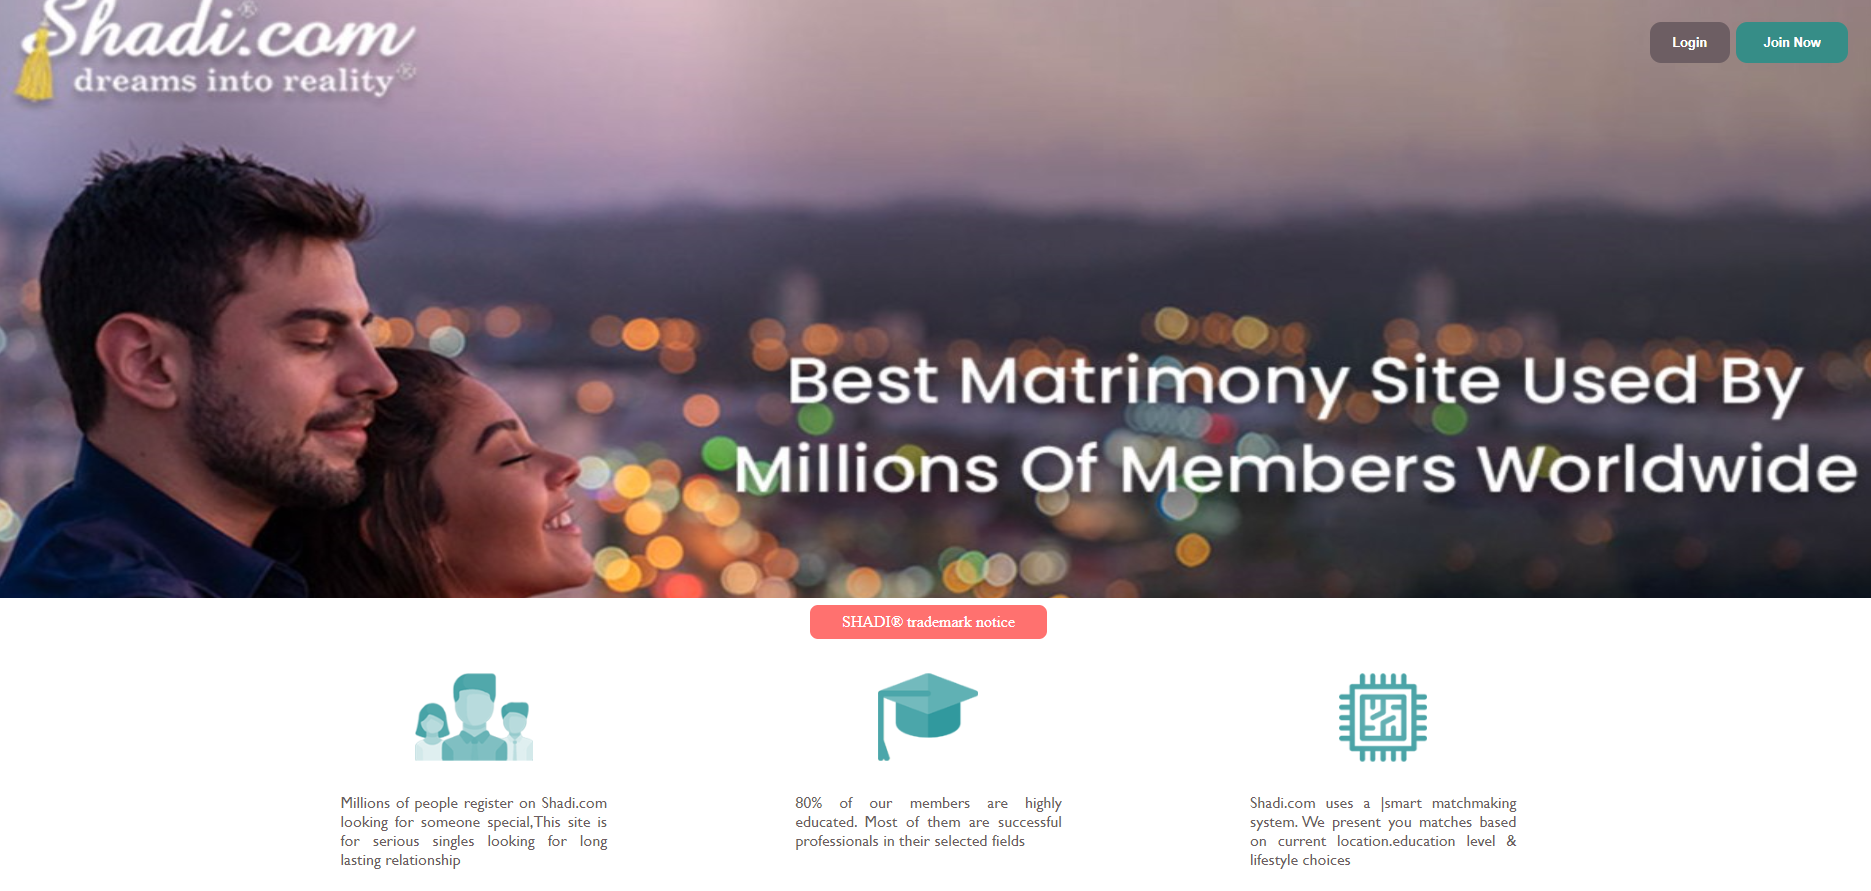 Shadi.com®
dreams into reality®
Login
Join Now
Best Matrimony Site Used By
Millions Of Members Worldwide
SHADI® trademark notice
Millions of people register on Shadi.com
looking for someone special,This site is
for serious singles looking for long
lasting relationship
80% of our members are highly
educated. Most of them are successful
professionals in their selected fields
Shadi.com uses a |smart matchmaking
system. We present you matches based
on current location.education level &
lifestyle choices